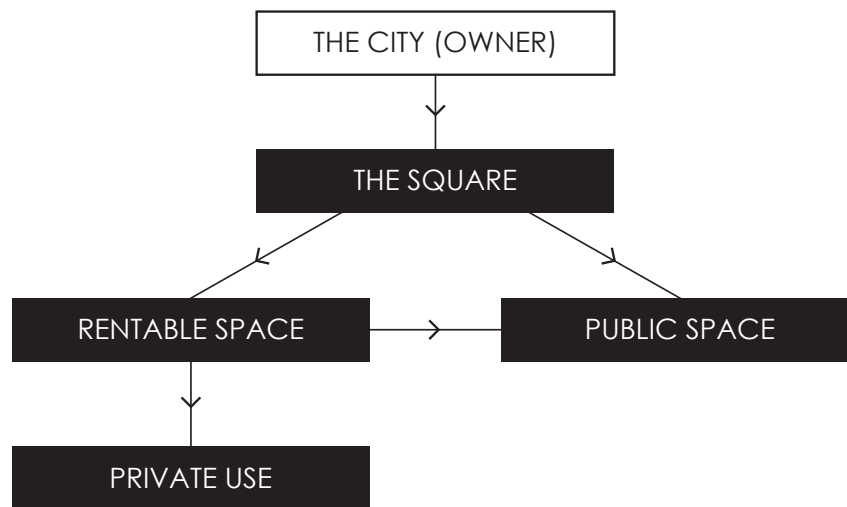 THE CITY (OWNER)
THE SQUARE
RENTABLE SPACE
PUBLIC SPACE
PRIVATE USE